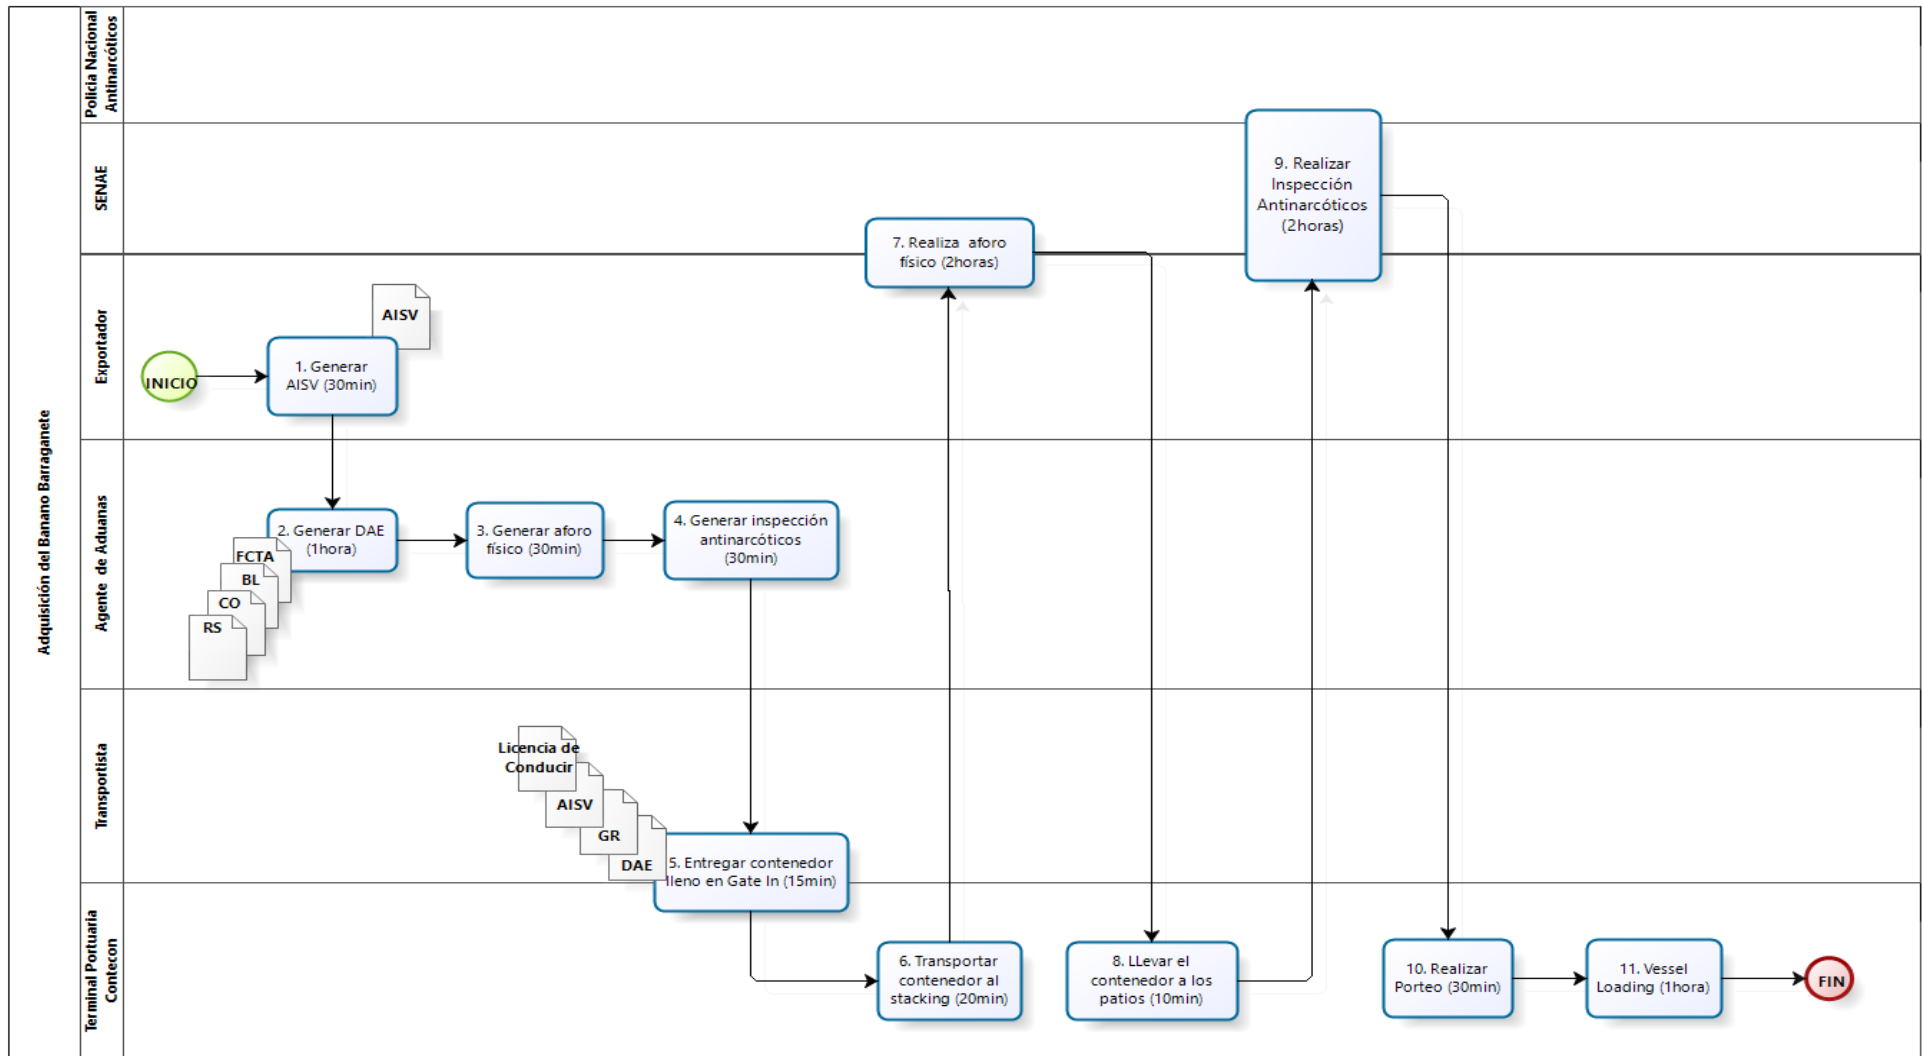 Adquisición del Banano Barraganete
Policia Nacional
Antinarcóticos
SENAE
Exportador
Agente de Aduanas
Transportista
Terminal Portuaria
Contecon
INICIO
1. Generar
AISV (30min)
AISV
2. Generar DAE
(1hora)
FCTA
BL
CO
RS
3. Generar aforo
físico (30min)
4. Generar inspección
antinarcóticos
(30min)
Licencia de
Conducir
AISV
GR
DAE
5. Entregar contenedor
lleno en Gate In (15min)
6. Transportar
contenedor al
stacking (20min)
7. Realiza aforo
físico (2horas)
8. LLevar el
contenedor a los
patios (10min)
9. Realizar
Inspección
Antinarcóticos
(2horas)
10. Realizar
Porteo (30min)
11. Vessel
Loading (1hora)
FIN